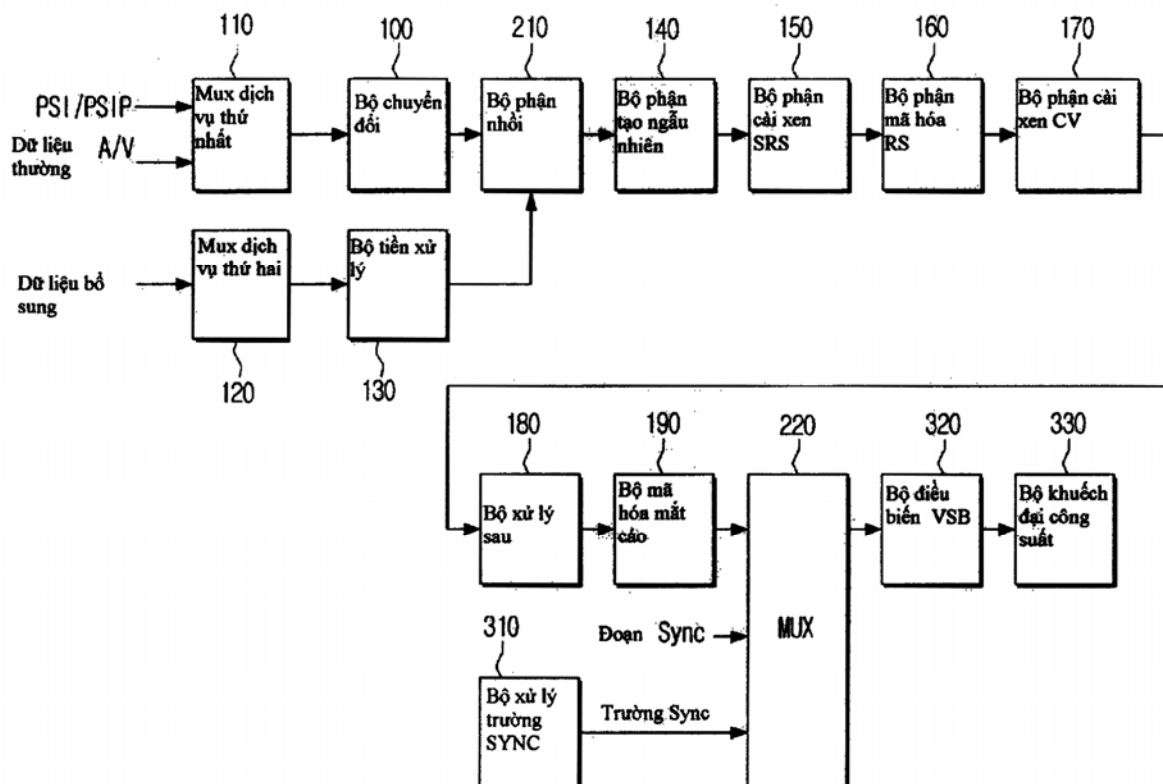 110
100
210
140
150
160
170
PSI/PSIP
Dữ liệu
thường
A/V
Mux dịch
vụ thứ
nhất
Bộ chuyển
đổi
Bộ phận
nhồi
Bộ phận
tạo ngẫu
nhiên
Bộ phận
cài xen
SRS
Bộ phận
mã hóa
RS
Bộ phận cài
xen CV
Dữ liệu bổ
sung
Mux dịch
vụ thứ hai
Bộ tiền xử
lý
120
130
180
190
220
320
330
Bộ xử lý
sau
Bộ mã
hóa mắt
cáo
MUX
Bộ điều
biến VSB
Bộ khuếch
đại công
suất
Đoạn Sync
310
Bộ xử lý
trường
SYNC
Trường Sync